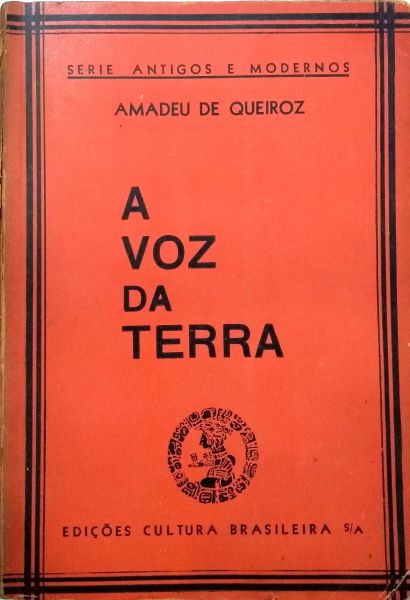 SERIE ANTIGOS E MODERNOS
AMADEU DE QUEIROZ
A
VOZ
DA
TERRA
EDIÇÕES CULTURA BRASILEIRA S/A